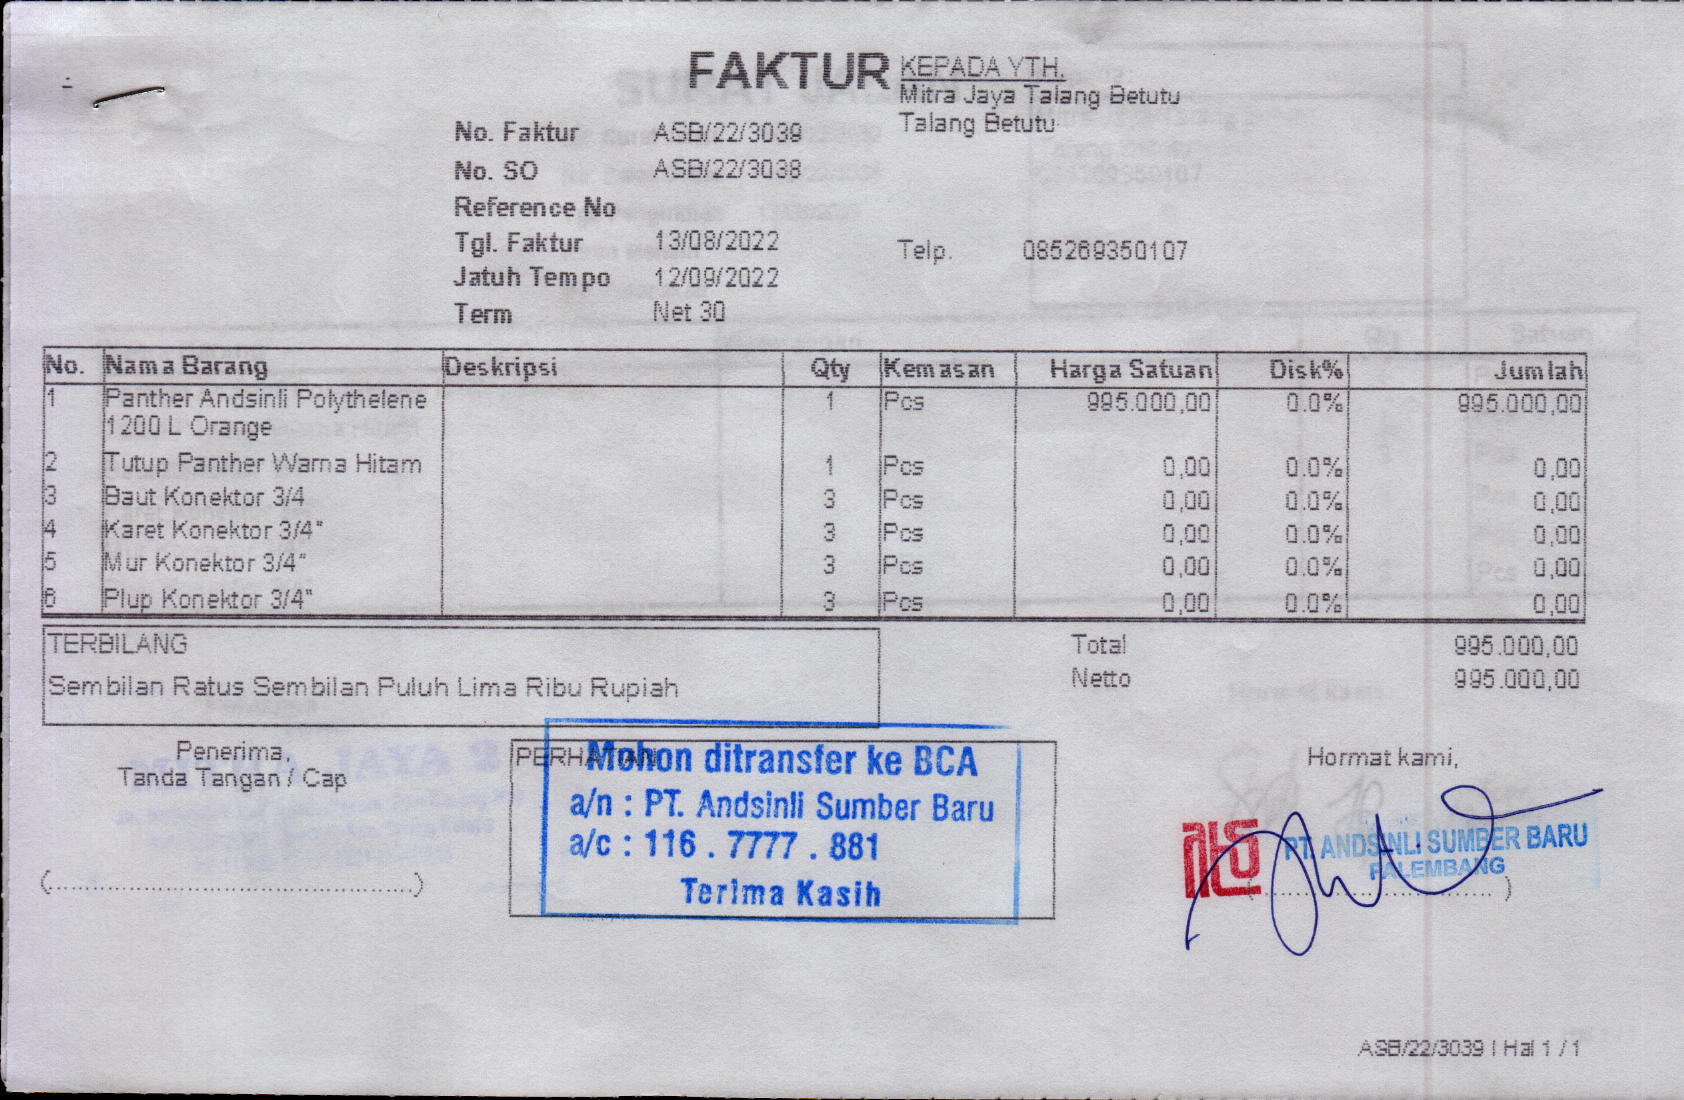 FAKTUR
KEPADA YTH.
Mitra Jaya Talang Betutu
Talang Betutu
No. Faktur ASB/22/3039
No. SO ASB/22/3038
Reference No
Tgl. Faktur 13/08/2022
Telp. 085269350107
Jatuh Tempo 12/09/2022
Term Net 30
No. Nama Barang Deskripsi Qty Kemasan Harga Satuan Disk% Jumlah
1 Panther Andsinli Polythelene 1 Pcs 995.000,00 0.0% 995.000,00
1200 L Orange
2 Tutup Panther Warna Hitam 1 Pcs 0,00 0.0% 0,00
3 Baut Konektor 3/4 3 Pcs 0,00 0.0% 0,00
4 Karet Konektor 3/4" 3 Pcs 0,00 0.0% 0,00
5 Mur Konektor 3/4" 3 Pcs 0,00 0.0% 0,00
6 Plup Konektor 3/4" 3 Pcs 0,00 0.0% 0,00
TERBILANG
Sembilan Ratus Sembilan Puluh Lima Ribu Rupiah
Total 995.000,00
Netto 995.000,00
Penerima,
Tanda Tangan / Cap
(...........................................)
PERHATIAN
Mohon ditransfer ke BCA
a/n : PT. Andsinli Sumber Baru
a/c : 116 . 7777 . 881
Terima Kasih
Hormat kami,
PT. ANDSINLI SUMBER BARU
PALEMBANG
ASB/22/3039 | Hal 1 / 1